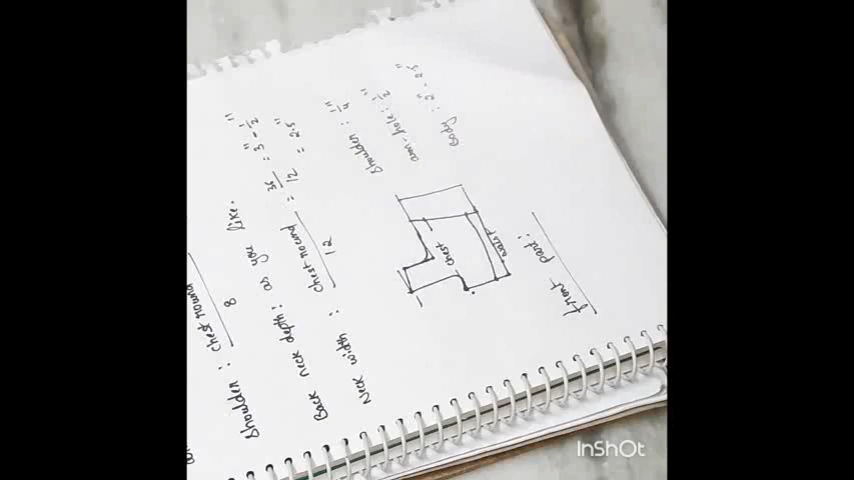 Shoulder : Chest round
8
Back neck depth : as you like.
Neck width : Chest round = 36 = 3" - 1/2"
12 12 = 2.5"
Shoulder : 1/4"
arm-hole : 1/2"
Body : 2" - 2.5"
Chest
waist
front part :
InShOt